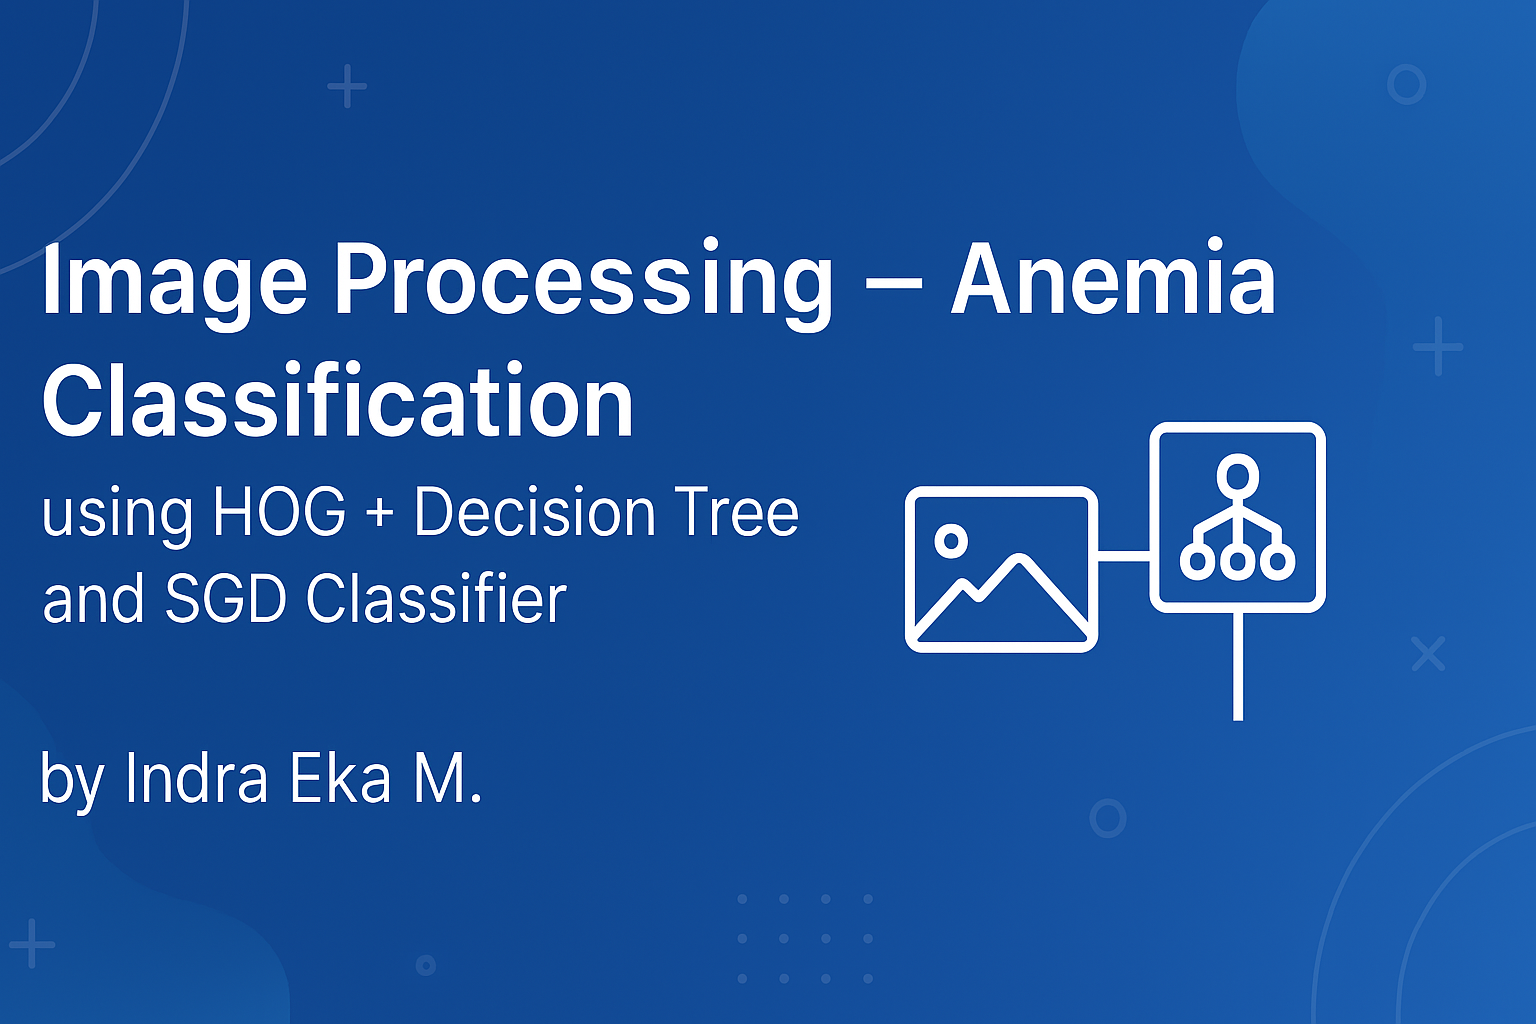 Image Processing – Anemia
Classification
using HOG + Decision Tree
and SGD Classifier
by Indra Eka M.